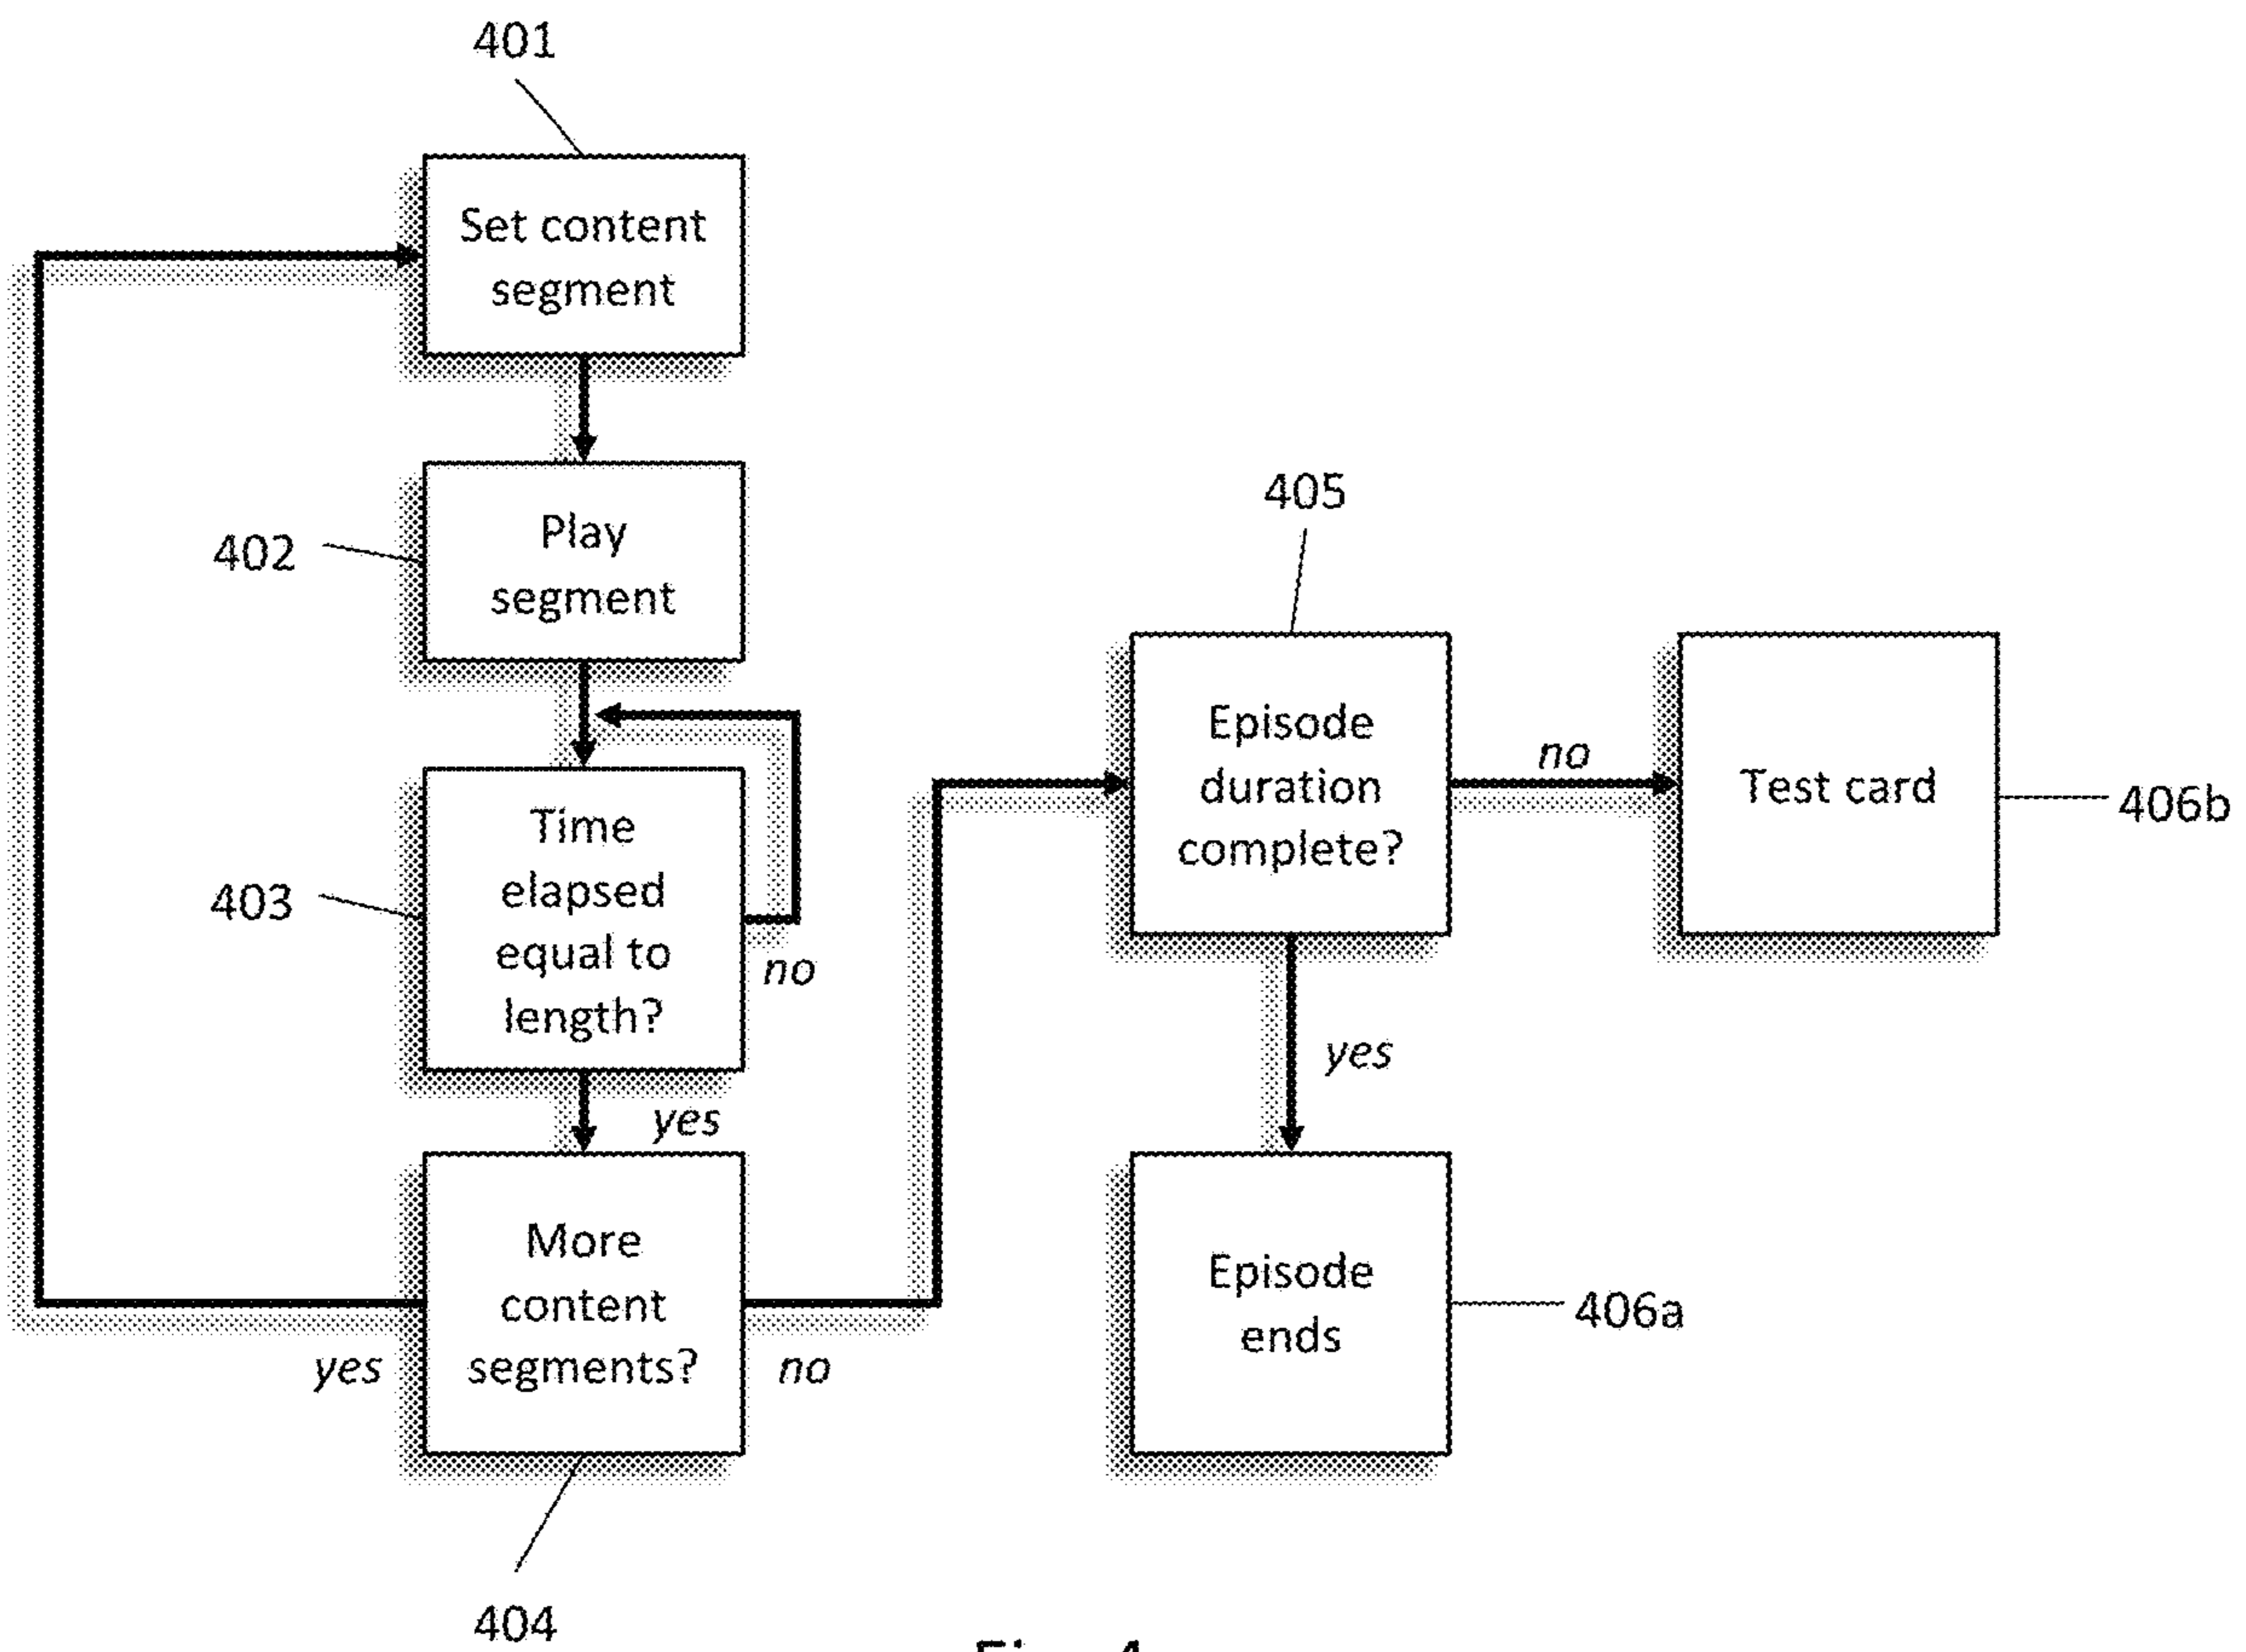 401
Set content
segment
402
Play
segment
403
Time
elapsed
equal to
length?
no
yes
More
content
segments?
yes
no
404
405
Episode
duration
complete?
no
Test card
406b
yes
Episode
ends
406a